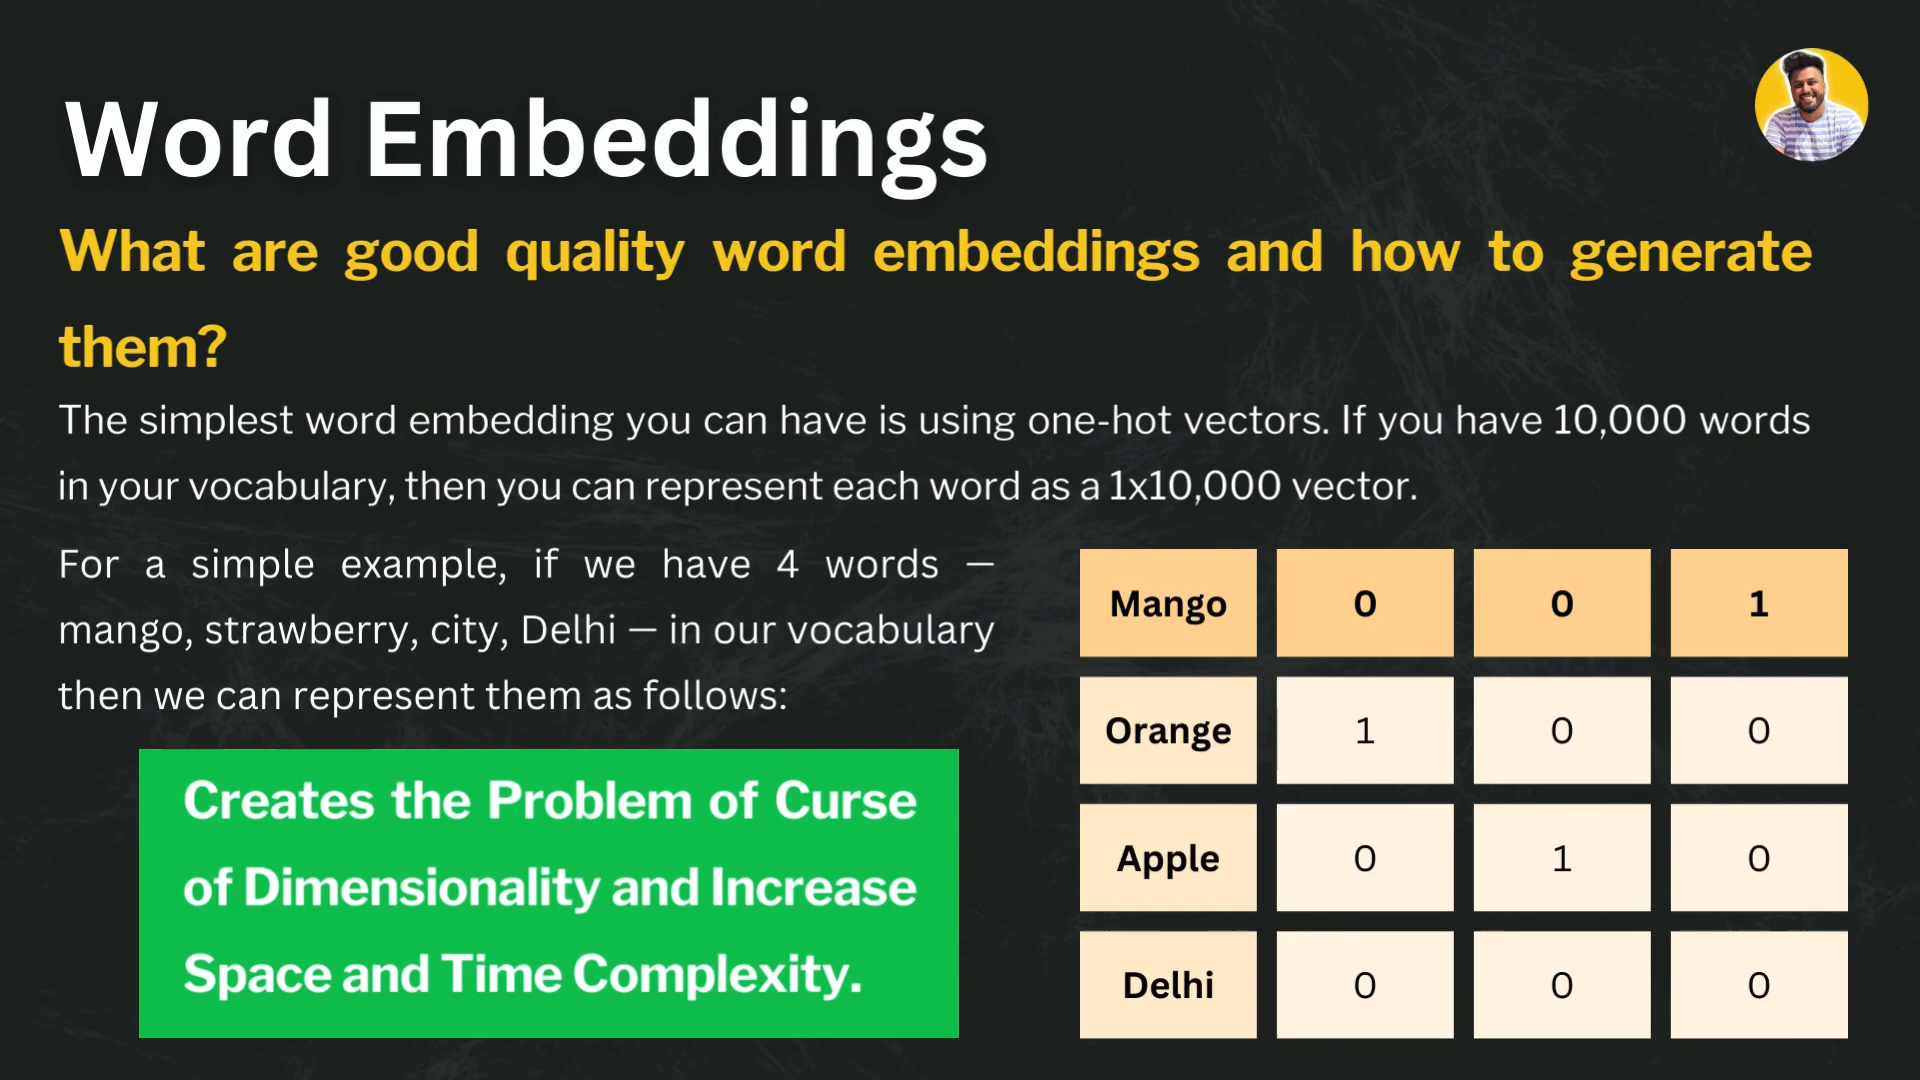 Word Embeddings
What are good quality word embeddings and how to generate
them?
The simplest word embedding you can have is using one-hot vectors. If you have 10,000 words
in your vocabulary, then you can represent each word as a 1x10,000 vector.
For a simple example, if we have 4 words —
mango, strawberry, city, Delhi — in our vocabulary
then we can represent them as follows:
Creates the Problem of Curse
of Dimensionality and Increase
Space and Time Complexity.
Mango 0 0 1
Orange 1 0 0
Apple 0 1 0
Delhi 0 0 0